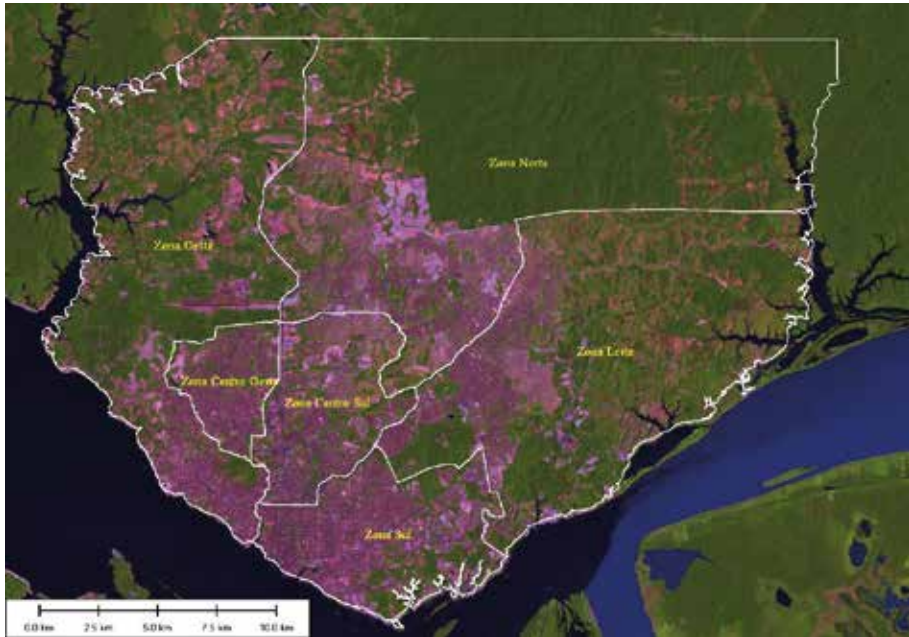 Zona Norte
Zona Oeste
Zona Leste
Zona Centro Oeste
Zona Centro Sul
Zona Sul
0.0 km 2.5 km 5.0 km 7.5 km 10.0 km